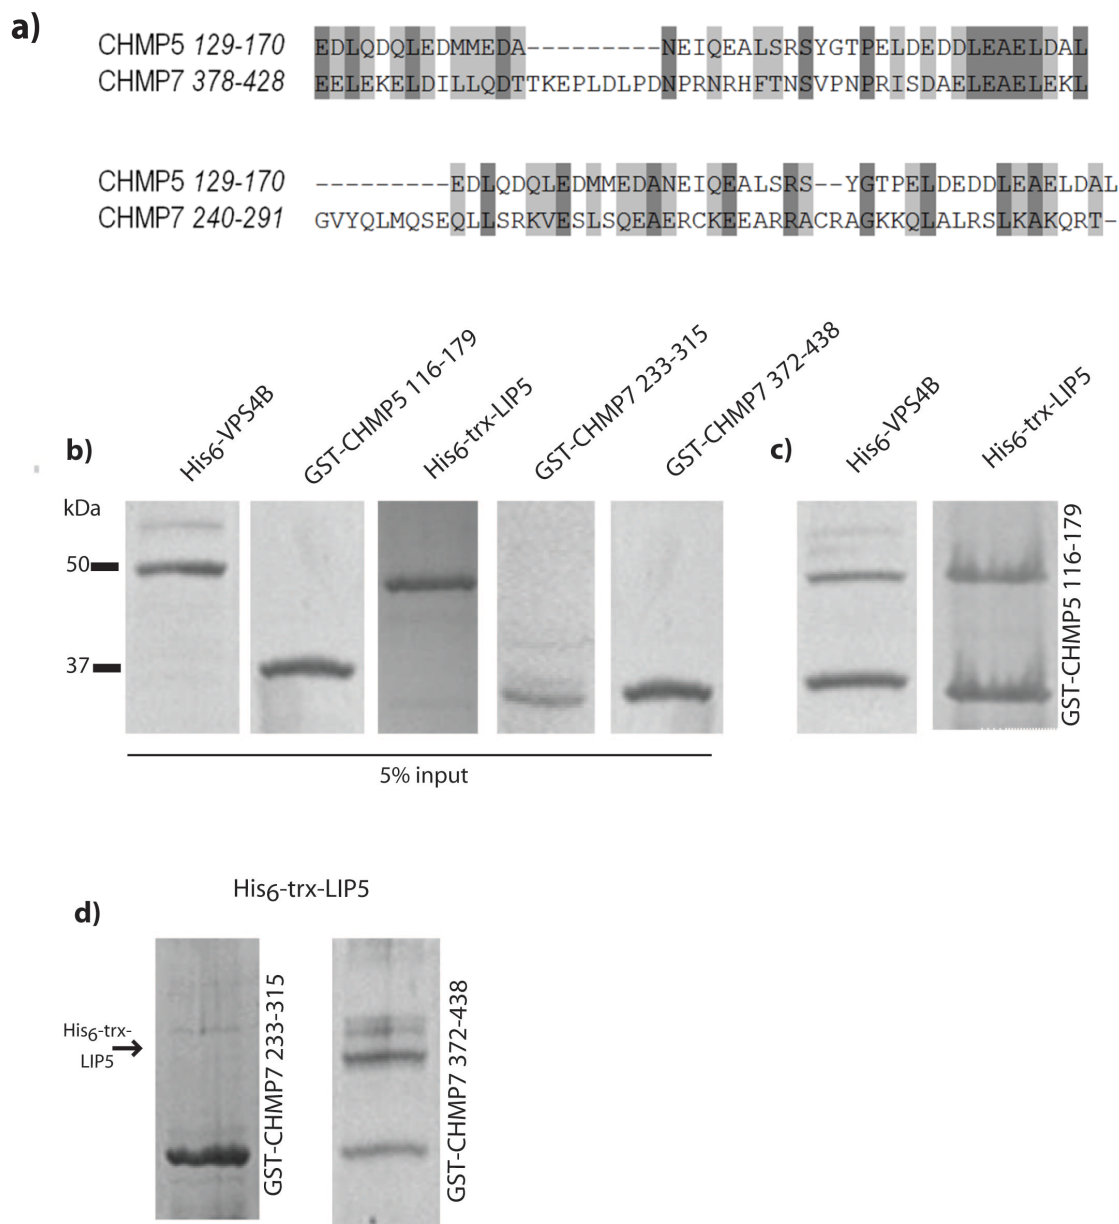 a)
CHMP5 129-170 EDLQDQLEDMMEDA---------NEIQEALSRSYGTPELDEDDLEAELDAL
CHMP7 378-428 EELEKELDILLQDTTKEPLDLPDNPRNRHFTNSVPNPRISDAELEAELEKL
CHMP5 129-170 ---------EDLQDQLEDMMEDANEIQEALSRS--YGTPELDEDDLEAELDAL
CHMP7 240-291 GVYQLMQSEQLLSRKVESLSQEAERCKEEARRACRAGKKQLALRSLKAKQRT-
b)
His6-VPS4B
GST-CHMP5 116-179
His6-trx-LIP5
GST-CHMP7 233-315
GST-CHMP7 372-438
kDa
50
37
5% input
c)
His6-VPS4B
His6-trx-LIP5
GST-CHMP5 116-179
d)
His6-trx-LIP5
His6-trx-
LIP5
GST-CHMP7 233-315
GST-CHMP7 372-438